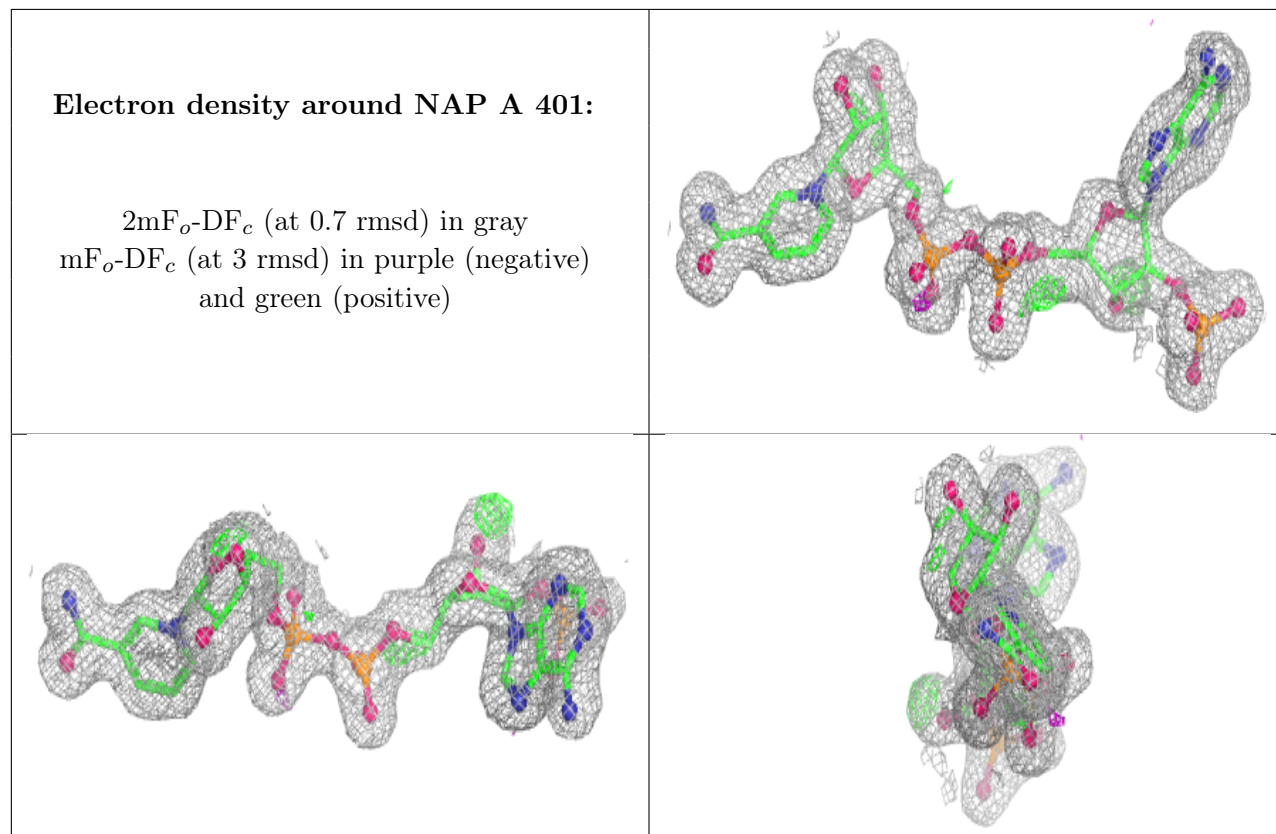 Electron density around NAP A 401:
2mFo-DFc (at 0.7 rmsd) in gray
mFo-DFc (at 3 rmsd) in purple (negative)
and green (positive)